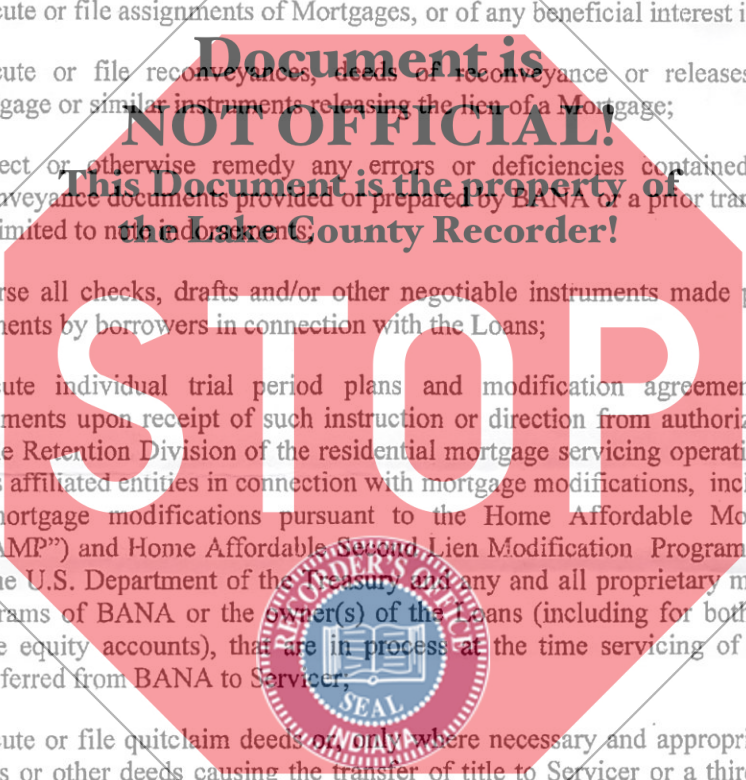 cute or file assignments of Mortgages, or of any beneficial interest i
Document is
cute or file reconveyances, deeds of reconveyance or releases
NOT OFFICIAL!
gage or similar instruments releasing the lien of a Mortgage;
ect or otherwise remedy any errors or deficiencies contained
This Document is the property of
nveyance documents provided or prepared by BANA or a prior tran
the Lake County Recorder!
imited to note indorsements;
rse all checks, drafts and/or other negotiable instruments made p
nents by borrowers in connection with the Loans;
STOP
ute individual trial period plans and modification agreemen
ments upon receipt of such instruction or direction from authoriz
e Retention Division of the residential mortgage servicing operati
s affiliated entities in connection with mortgage modifications, incl
nortgage modifications pursuant to the Home Affordable Mo
AMP”) and Home Affordable Second Lien Modification Program
ne U.S. Department of the Treasury and any and all proprietary m
rams of BANA or the owner(s) of the Loans (including for both
e equity accounts), that are in process at the time servicing of
ferred from BANA to Servicer;
RECORDER'S OFFICE
SEAL
INDIANA
ute or file quitclaim deeds or, only where necessary and appropri
s or other deeds causing the transfer of title to Servicer or a thir